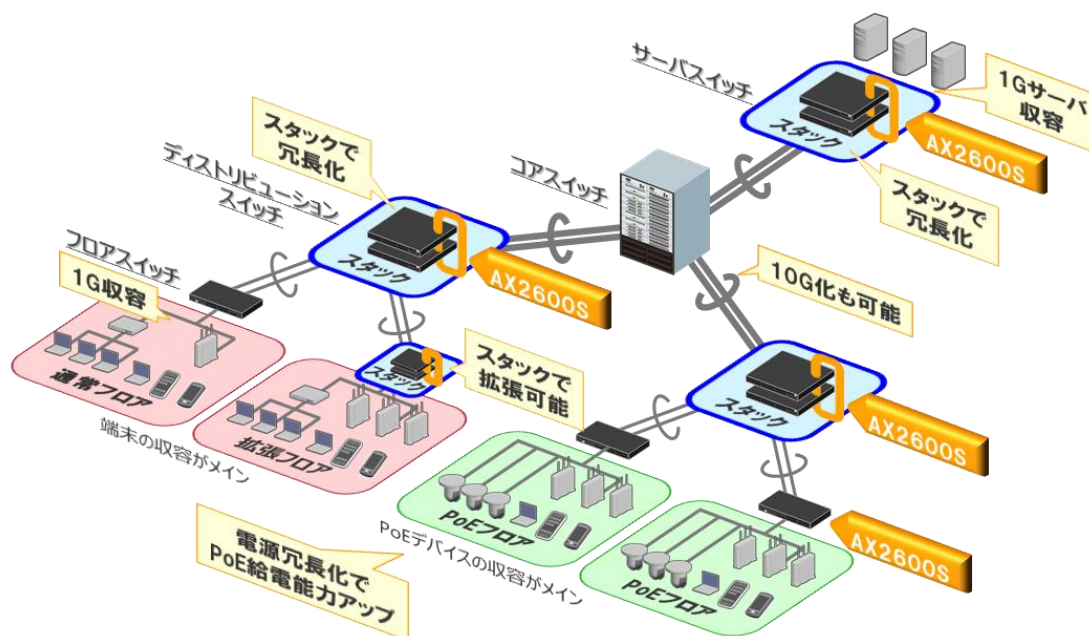 サーバスイッチ
1Gサーバ
収容
スタック
AX2600S
スタックで
冗長化
スタックで
冗長化
ディストリビューション
スイッチ
コアスイッチ
スタック
AX2600S
10G化も可能
フロアスイッチ
1G収容
通常フロア
スタック
スタックで
拡張可能
拡張フロア
端末の収容がメイン
スタック
AX2600S
PoEフロア
PoEフロア
AX2600S
PoEデバイスの収容がメイン
電源冗長化で
PoE給電能力アップ